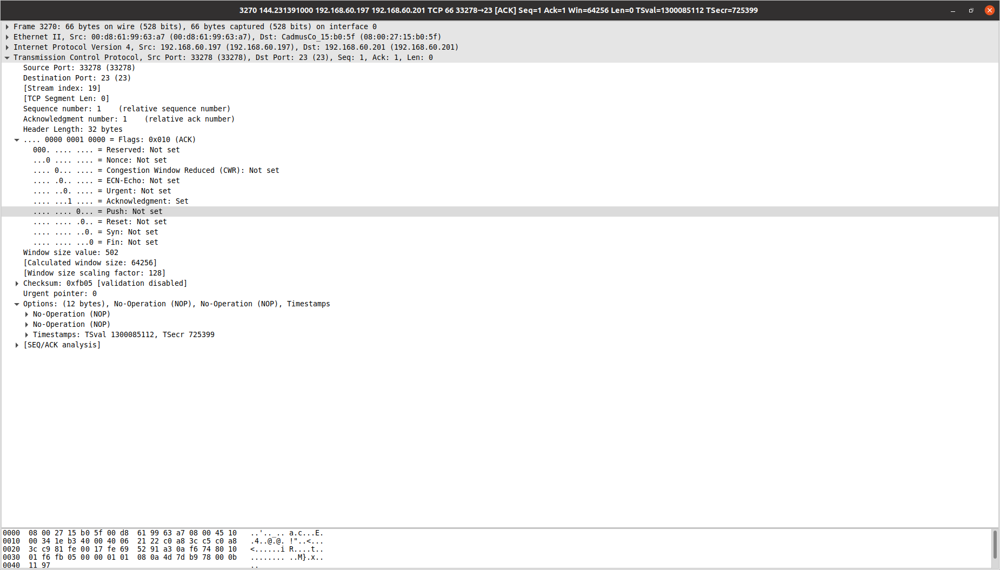 3270 144.231391000 192.168.60.197 192.168.60.201 TCP 66 33278→23 [ACK] Seq=1 Ack=1 Win=64256 Len=0 TSval=1300085112 TSecr=725399
Frame 3270: 66 bytes on wire (528 bits), 66 bytes captured (528 bits) on interface 0
Ethernet II, Src: 00:d8:61:99:63:a7 (00:d8:61:99:63:a7), Dst: CadmusCo_15:b0:5f (08:00:27:15:b0:5f)
Internet Protocol Version 4, Src: 192.168.60.197 (192.168.60.197), Dst: 192.168.60.201 (192.168.60.201)
Transmission Control Protocol, Src Port: 33278 (33278), Dst Port: 23 (23), Seq: 1, Ack: 1, Len: 0
Source Port: 33278 (33278)
Destination Port: 23 (23)
[Stream index: 19]
[TCP Segment Len: 0]
Sequence number: 1    (relative sequence number)
Acknowledgment number: 1    (relative ack number)
Header Length: 32 bytes
.... 0000 0001 0000 = Flags: 0x010 (ACK)
000. .... .... = Reserved: Not set
...0 .... .... = Nonce: Not set
.... 0... .... = Congestion Window Reduced (CWR): Not set
.... .0.. .... = ECN-Echo: Not set
.... ..0. .... = Urgent: Not set
.... ...1 .... = Acknowledgment: Set
.... .... 0... = Push: Not set
.... .... .0.. = Reset: Not set
.... .... ..0. = Syn: Not set
.... .... ...0 = Fin: Not set
Window size value: 502
[Calculated window size: 64256]
[Window size scaling factor: 128]
Checksum: 0xfb05 [validation disabled]
Urgent pointer: 0
Options: (12 bytes), No-Operation (NOP), No-Operation (NOP), Timestamps
No-Operation (NOP)
No-Operation (NOP)
Timestamps: TSval 1300085112, TSecr 725399
[SEQ/ACK analysis]
0000  08 00 27 15 b0 5f 00 d8  61 99 63 a7 08 00 45 10   ..'.._.. a.c...E.
0010  00 34 1e b3 40 00 40 06  21 22 c0 a8 3c c5 c0 a8   .4..@.@. !"..<...
0020  3c c9 81 fe 00 17 fe 69  52 91 a3 0a f6 74 80 10   <......i R....t..
0030  01 f6 fb 05 00 00 01 01  08 0a 4d 7d b9 78 00 0b   ........ ..M}.x..
0040  11 97                                              ..